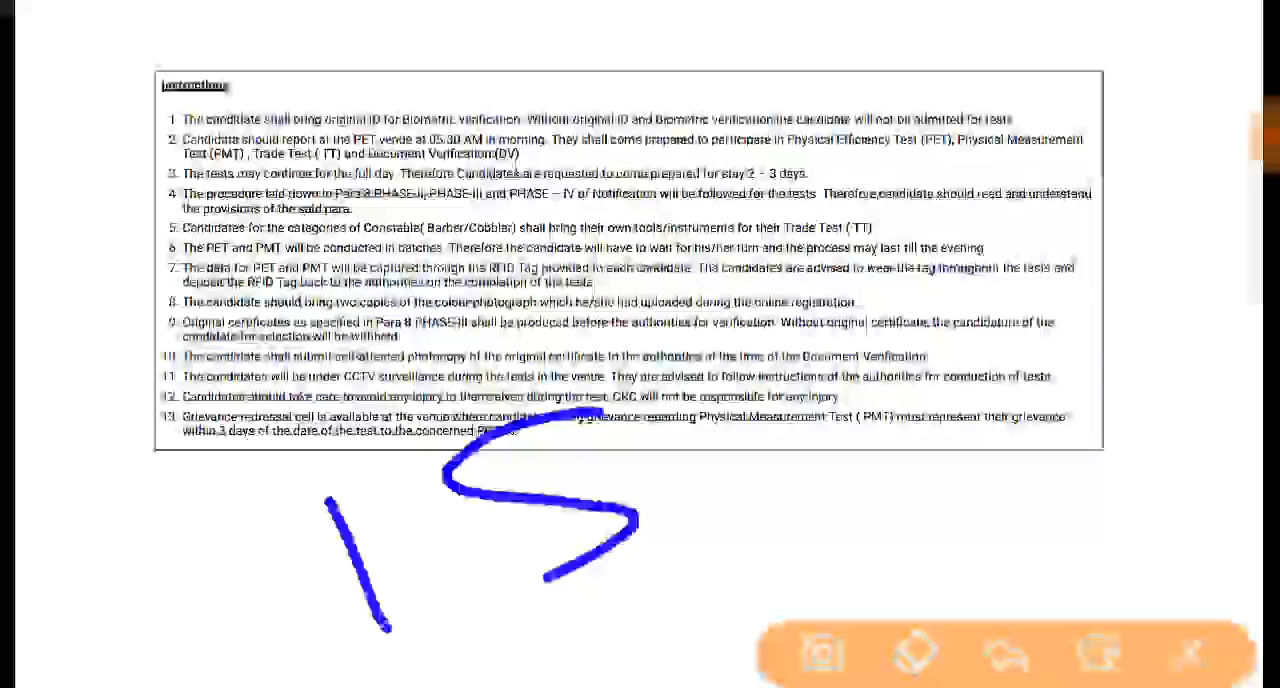 Instructions
1. The candidate shall bring original ID for Biometric verification. Without original ID and Biometric verification the candidate will not be admitted for tests
2. Candidate should report at the PET venue at 05.30 AM in morning. They shall come prepared to participate in Physical Efficiency Test (PET), Physical Measurement
Test (PMT) , Trade Test ( TT) and Document Verification(DV)
3. The tests may continue for the full day. Therefore Candidates are requested to come prepared for stay 2 – 3 days.
4. The procedure laid down in Para 8 PHASE-II, PHASE-III and PHASE – IV of Notification will be followed for the tests. Therefore,candidate should read and understand
the provisions of the said para.
5. Candidates for the categories of Constable( Barber/Cobbler) shall bring their own tools/instruments for their Trade Test ( TT)
6. The PET and PMT will be conducted in batches. Therefore the candidate will have to wait for his/her turn and the process may last till the evening
7. The data for PET and PMT will be captured through the RFID Tag provided to each candidate. The candidates are advised to wear the tag throughout the tests and
deposit the RFID Tag back to the authorities on the completion of the tests
8. The candidate should bring two copies of the colour photograph which he/she had uploaded during the online registration.
9. Original certificates as specified in Para 8 PHASE-III shall be produced before the authorities for verification. Without original certificate, the candidature of the
candidate for selection will be withheld
10. The candidate shall submit self-attested photocopy of the original certificate to the authorities at the time of the Document Verification
11. The candidates will be under CCTV surveillance during the tests in the venue. They are advised to follow instructions of the authorities for conduction of tests.
12. Candidates should take care to avoid any injury to themselves during the test. CKC will not be responsible for any injury
13. Grievance redressal cell is available at the venue where grievance regarding Physical Measurement Test ( PMT) must represent their grievance
within 3 days of the date of the test to the concerned
15